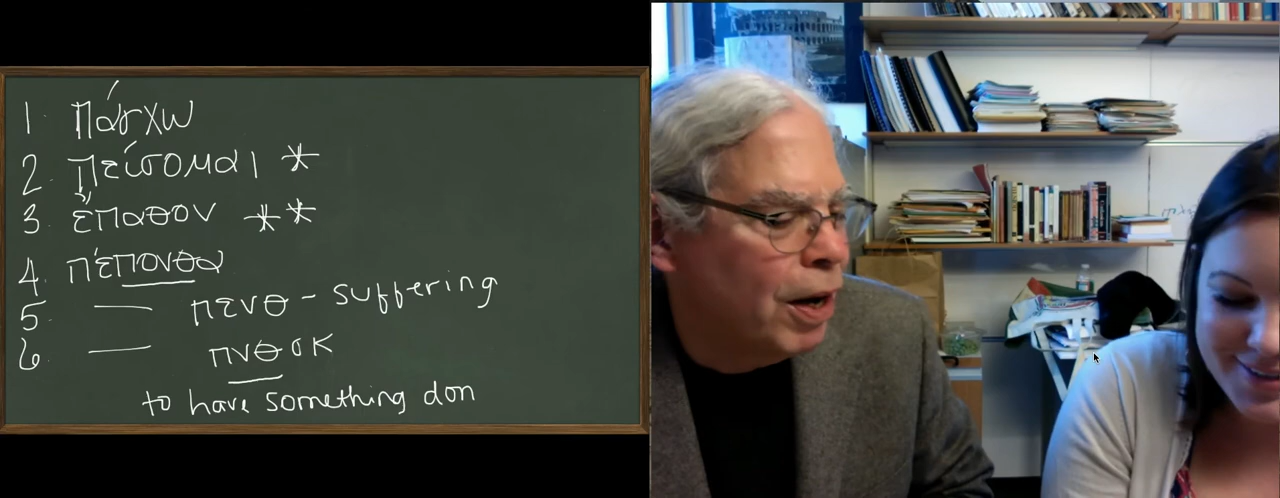 1. πάσχω
2. πείσομαι *
3. ἔπαθον **
4. πέπονθα
5. — πενθ - suffering
6. — πνθσκ
to have something don